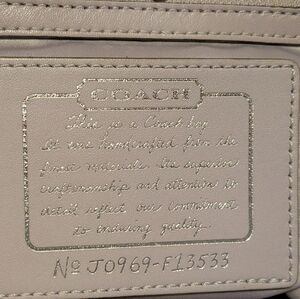 COACH
This is a Coach bag
It was handcrafted from the
finest materials. The superior
craftsmanship and attention to
detail reflect our commitment
to enduring quality.
Nº J0969-F13533